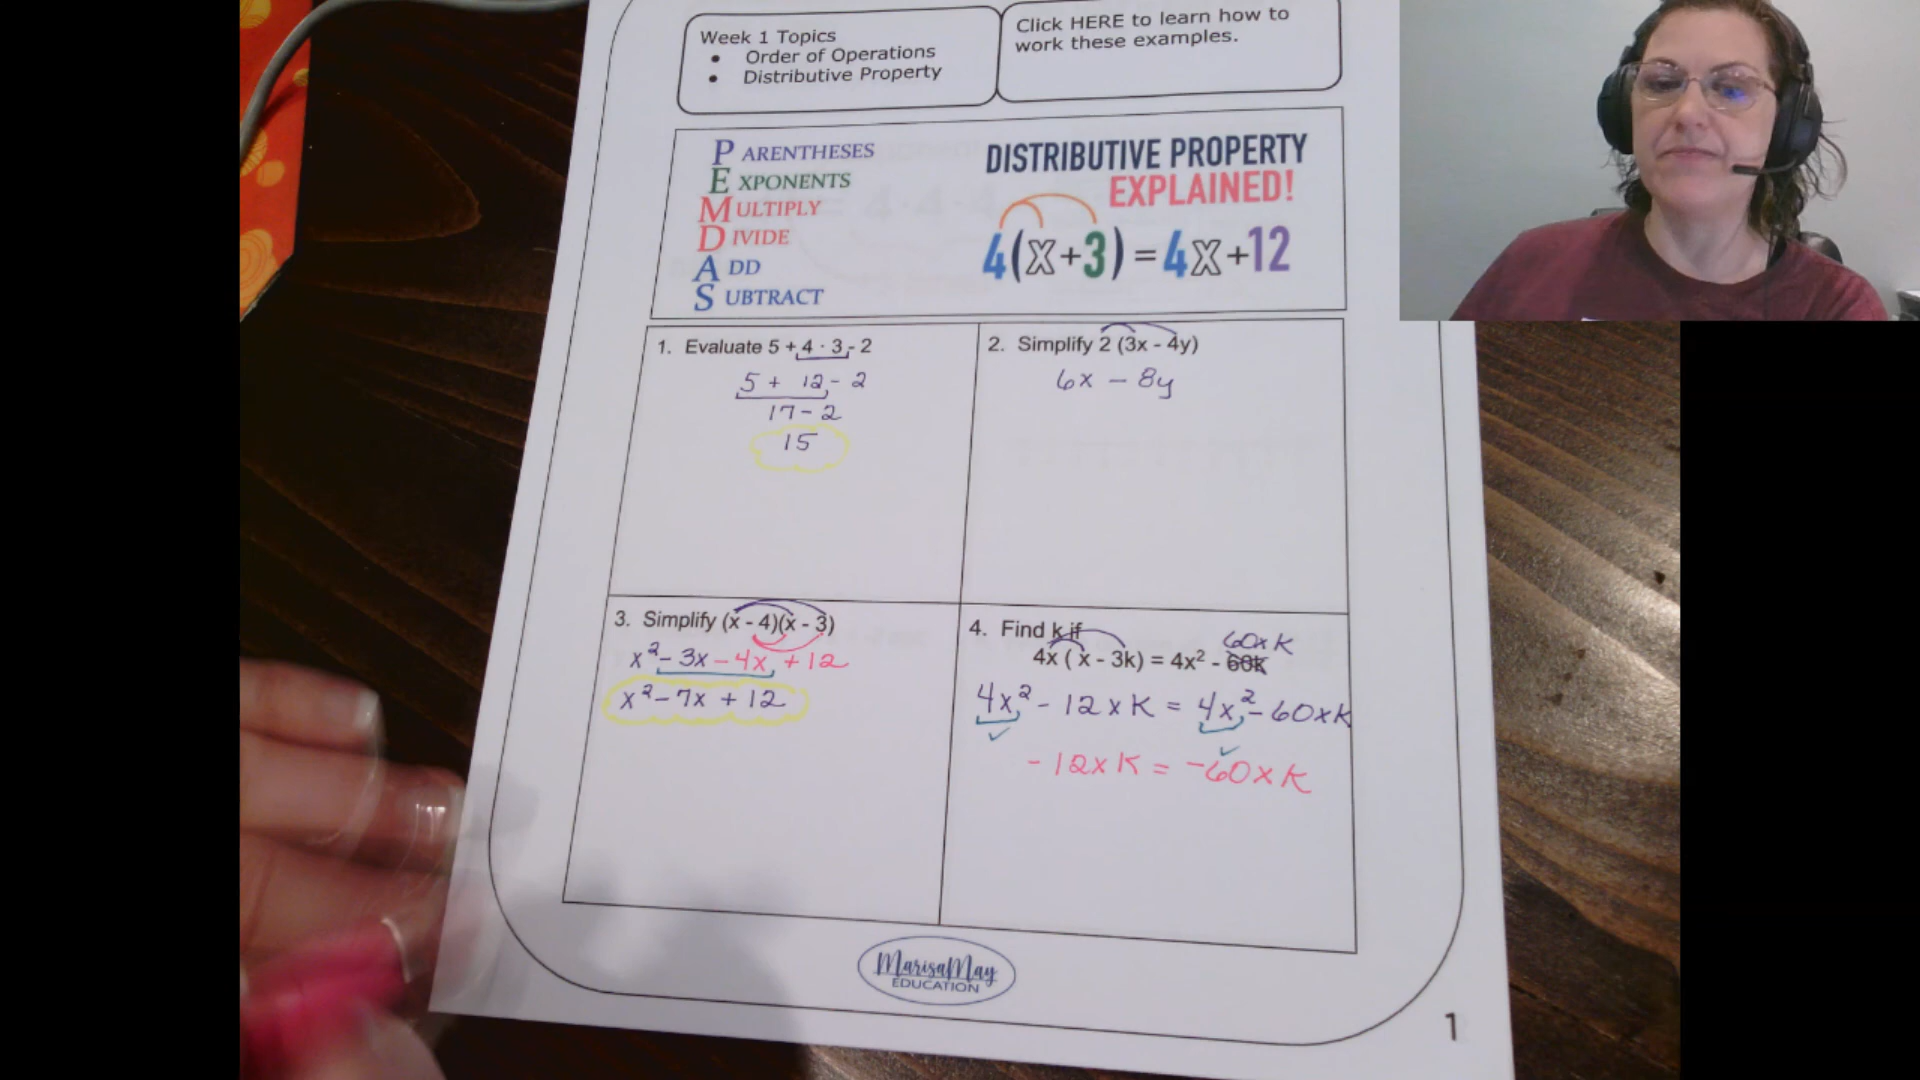 Week 1 Topics
• Order of Operations
• Distributive Property
Click HERE to learn how to
work these examples.
PARENTHESES
EXPONENTS
MULTIPLY
DIVIDE
ADD
SUBTRACT
DISTRIBUTIVE PROPERTY
EXPLAINED!
4(x+3) = 4x+12
1. Evaluate 5 + 4 · 3 - 2
5 + 12 - 2
17 - 2
15
2. Simplify 2 (3x - 4y)
6x - 8y
3. Simplify (x - 4)(x - 3)
x² - 3x - 4x + 12
x² - 7x + 12
4. Find k if
60xK
4x ( x - 3k) = 4x² - 60k
4x² - 12xK = 4x² - 60xK
- 12xK = -60xK
MarisaMay
EDUCATION
1